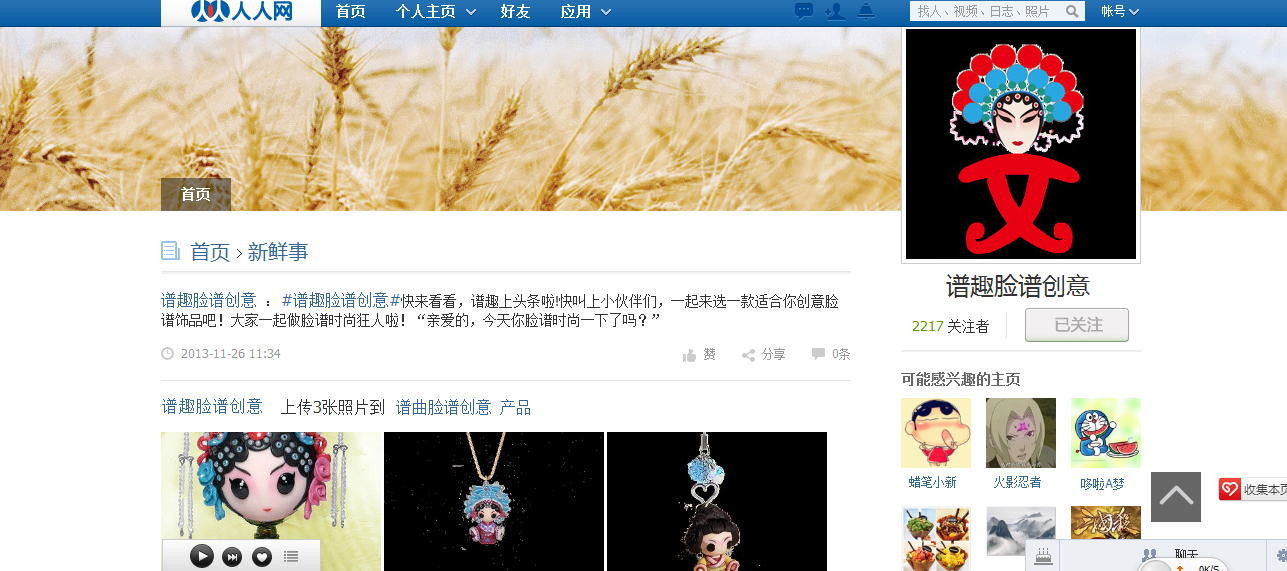 人人网 首页 个人主页 好友 应用 找人、视频、日志、照片 帐号
文
首页
谱趣脸谱创意
2217 关注者 已关注
首页 › 新鲜事
谱趣脸谱创意 ： #谱趣脸谱创意#快来看看，谱趣上头条啦!快叫上小伙伴们，一起来选一款适合你创意脸
谱饰品吧！大家一起做脸谱时尚狂人啦！“亲爱的，今天你脸谱时尚一下了吗？”
2013-11-26 11:34 赞 分享 0条
谱趣脸谱创意 上传3张照片到 谱曲脸谱创意 产品
可能感兴趣的主页
蜡笔小新 火影忍者 哆啦A梦
收集本页
聊天
0K/S